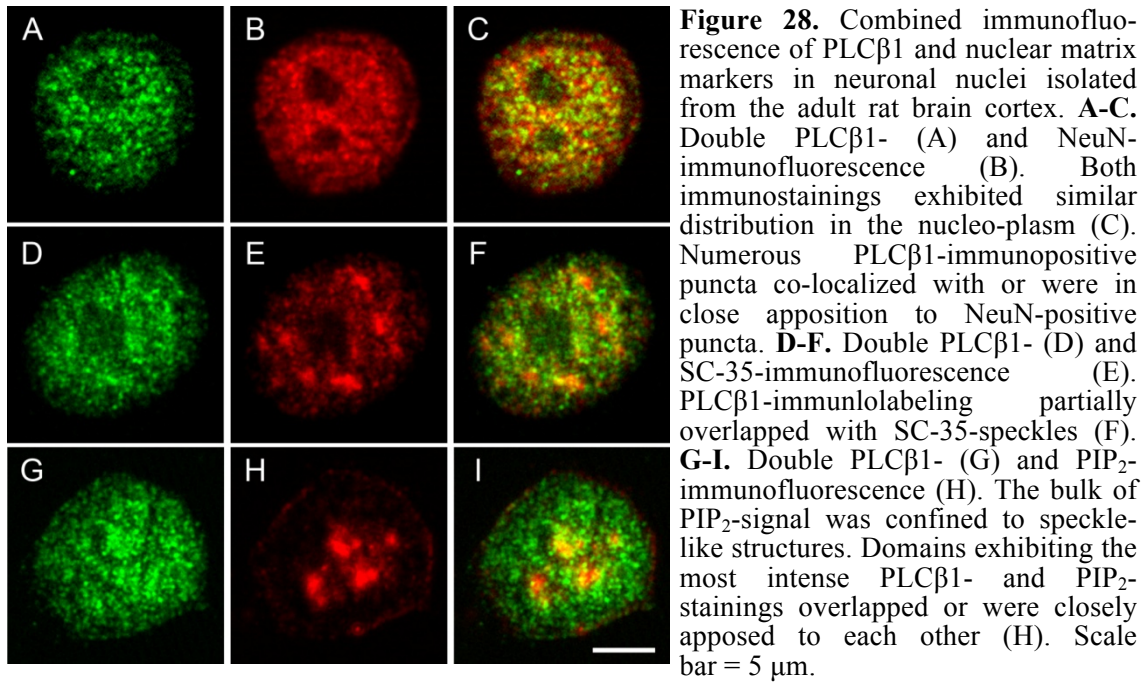 A B C
D E F
G H I
Figure 28. Combined immunofluo-
rescence of PLCβ1 and nuclear matrix
markers in neuronal nuclei isolated
from the adult rat brain cortex. A-C.
Double PLCβ1- (A) and NeuN-
immunofluorescence (B). Both
immunostainings exhibited similar
distribution in the nucleo-plasm (C).
Numerous PLCβ1-immunopositive
puncta co-localized with or were in
close apposition to NeuN-positive
puncta. D-F. Double PLCβ1- (D) and
SC-35-immunofluorescence (E).
PLCβ1-immunlolabeling partially
overlapped with SC-35-speckles (F).
G-I. Double PLCβ1- (G) and PIP₂-
immunofluorescence (H). The bulk of
PIP₂-signal was confined to speckle-
like structures. Domains exhibiting the
most intense PLCβ1- and PIP₂-
stainings overlapped or were closely
apposed to each other (H). Scale
bar = 5 μm.